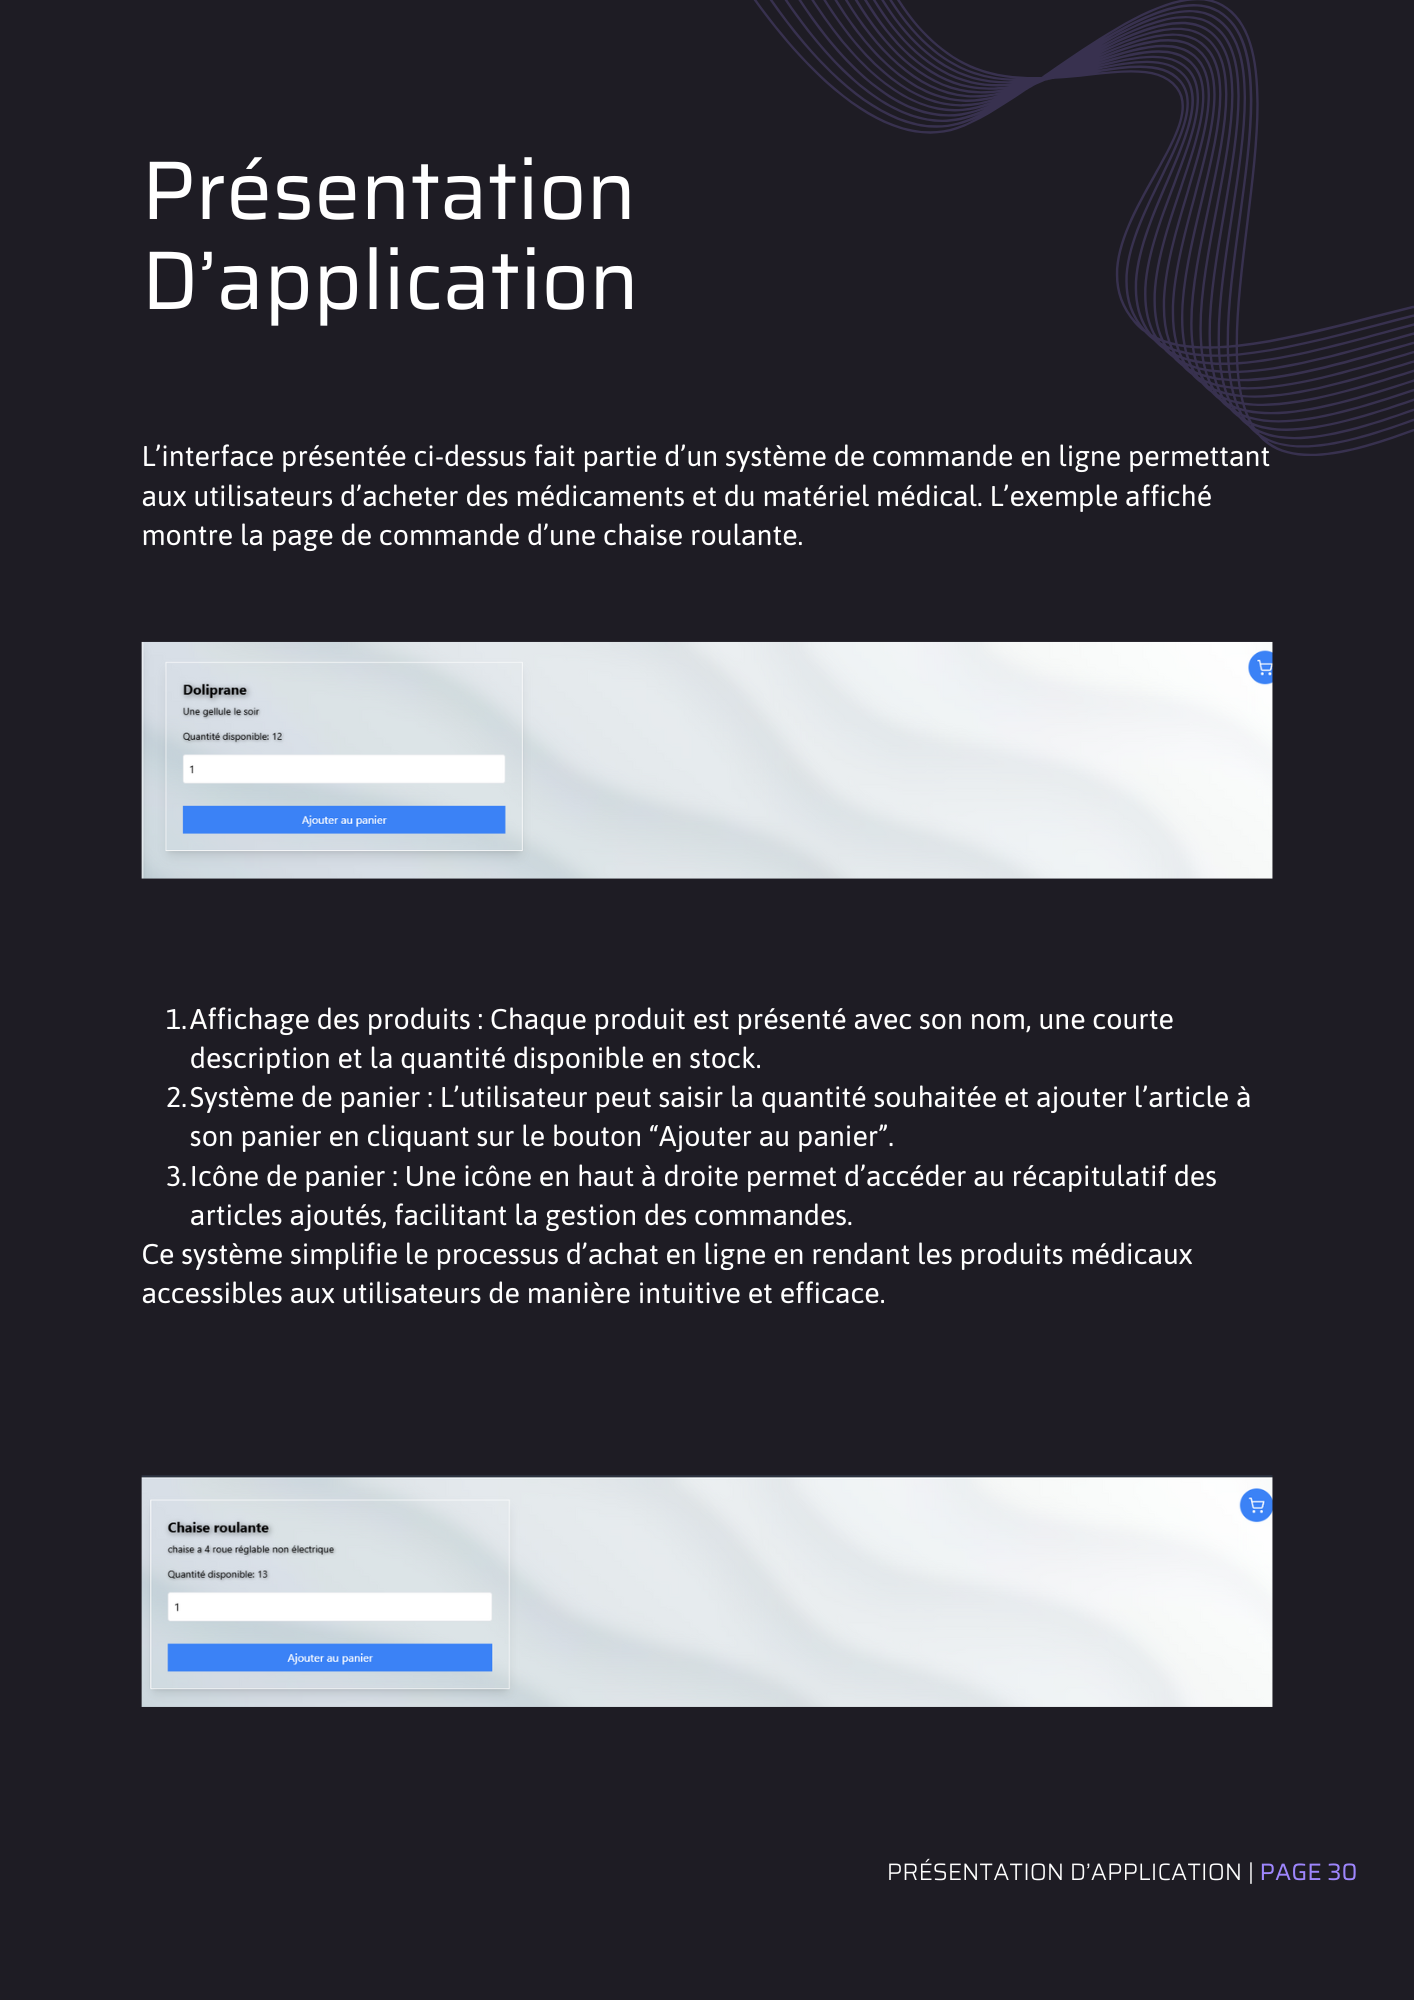 Présentation
D’application
L’interface présentée ci-dessus fait partie d’un système de commande en ligne permettant
aux utilisateurs d’acheter des médicaments et du matériel médical. L’exemple affiché
montre la page de commande d’une chaise roulante.
Doliprane
Une gellule le soir
Quantité disponible: 12
1
Ajouter au panier
1. Affichage des produits : Chaque produit est présenté avec son nom, une courte
description et la quantité disponible en stock.
2. Système de panier : L’utilisateur peut saisir la quantité souhaitée et ajouter l’article à
son panier en cliquant sur le bouton “Ajouter au panier”.
3. Icône de panier : Une icône en haut à droite permet d’accéder au récapitulatif des
articles ajoutés, facilitant la gestion des commandes.
Ce système simplifie le processus d’achat en ligne en rendant les produits médicaux
accessibles aux utilisateurs de manière intuitive et efficace.
Chaise roulante
chaise a 4 roue réglable non électrique
Quantité disponible: 13
1
Ajouter au panier
PRÉSENTATION D’APPLICATION | PAGE 30